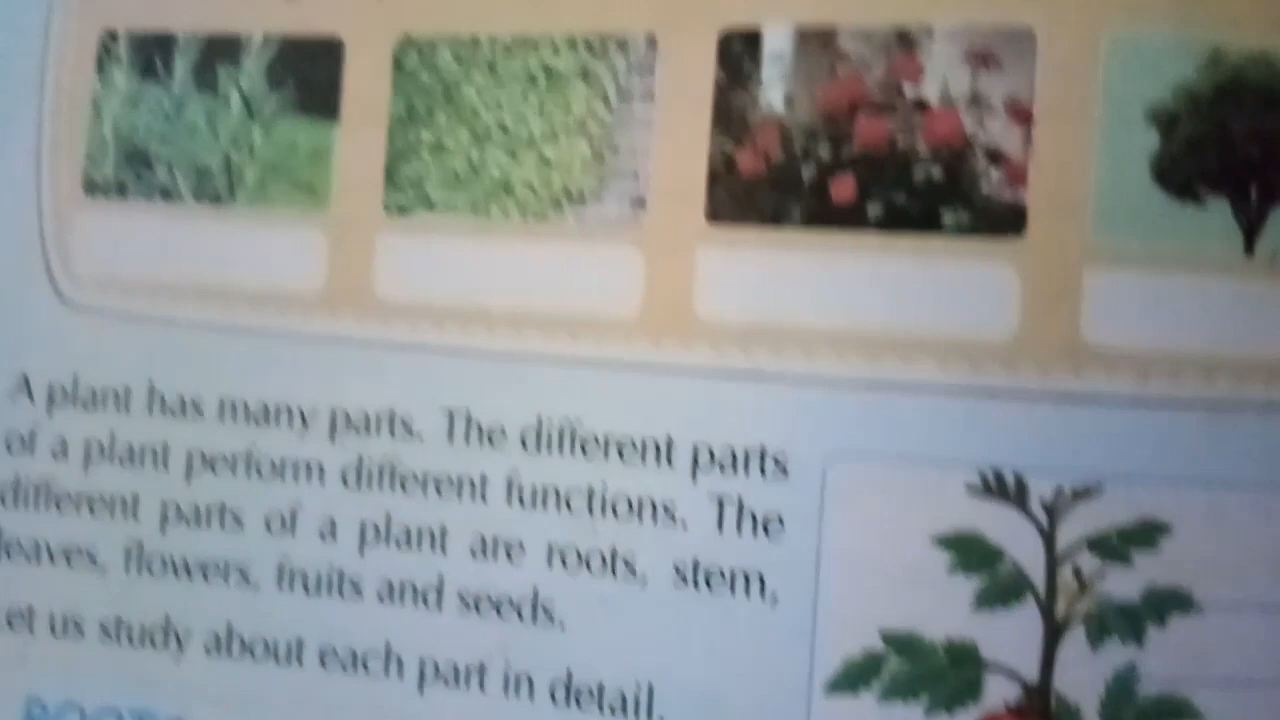 A plant has many parts. The different parts
of a plant perform different functions. The
different parts of a plant are roots, stem,
leaves, flowers, fruits and seeds.
et us study about each part in detail.
ROOTS